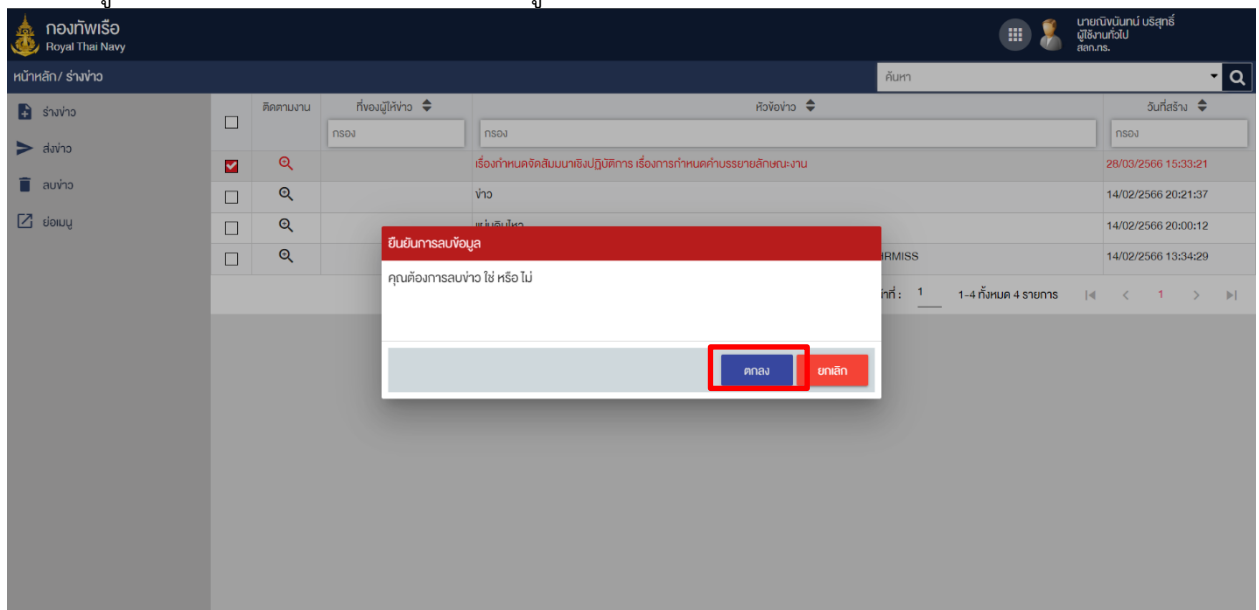 กองทัพเรือ
Royal Thai Navy
นายณิงนันทน์ บริสุทธิ์
ผู้ใช้งานทั่วไป
สลก.ทร.
หน้าหลัก/ ร่างข่าว
ค้นหา
ร่างข่าว
ส่งข่าว
ลบข่าว
ย่อเมนู
ติดตามงาน ที่ของผู้ให้ข่าว หัวข้อข่าว วันที่สร้าง
กรอง กรอง กรอง
เรื่องกำหนดจัดสัมมนาเชิงปฏิบัติการ เรื่องการกำหนดคำบรรยายลักษณะงาน 28/03/2566 15:33:21
ข่าว 14/02/2566 20:21:37
14/02/2566 20:00:12
14/02/2566 13:34:29
ยืนยันการลบข้อมูล
คุณต้องการลบข่าว ใช่ หรือ ไม่
ตกลง ยกเลิก
1 1-4 ทั้งหมด 4 รายการ 1